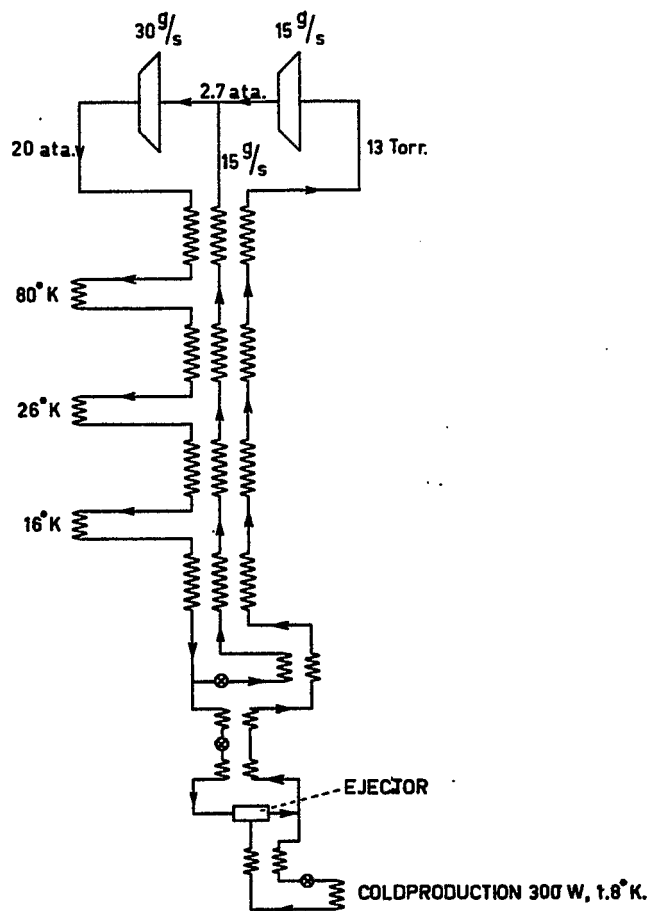 30 g/s
15 g/s
2.7 ata.
20 ata.
15 g/s
13 Torr.
80°K
26°K
16°K
EJECTOR
COLDPRODUCTION 300 W, 1.8°K.